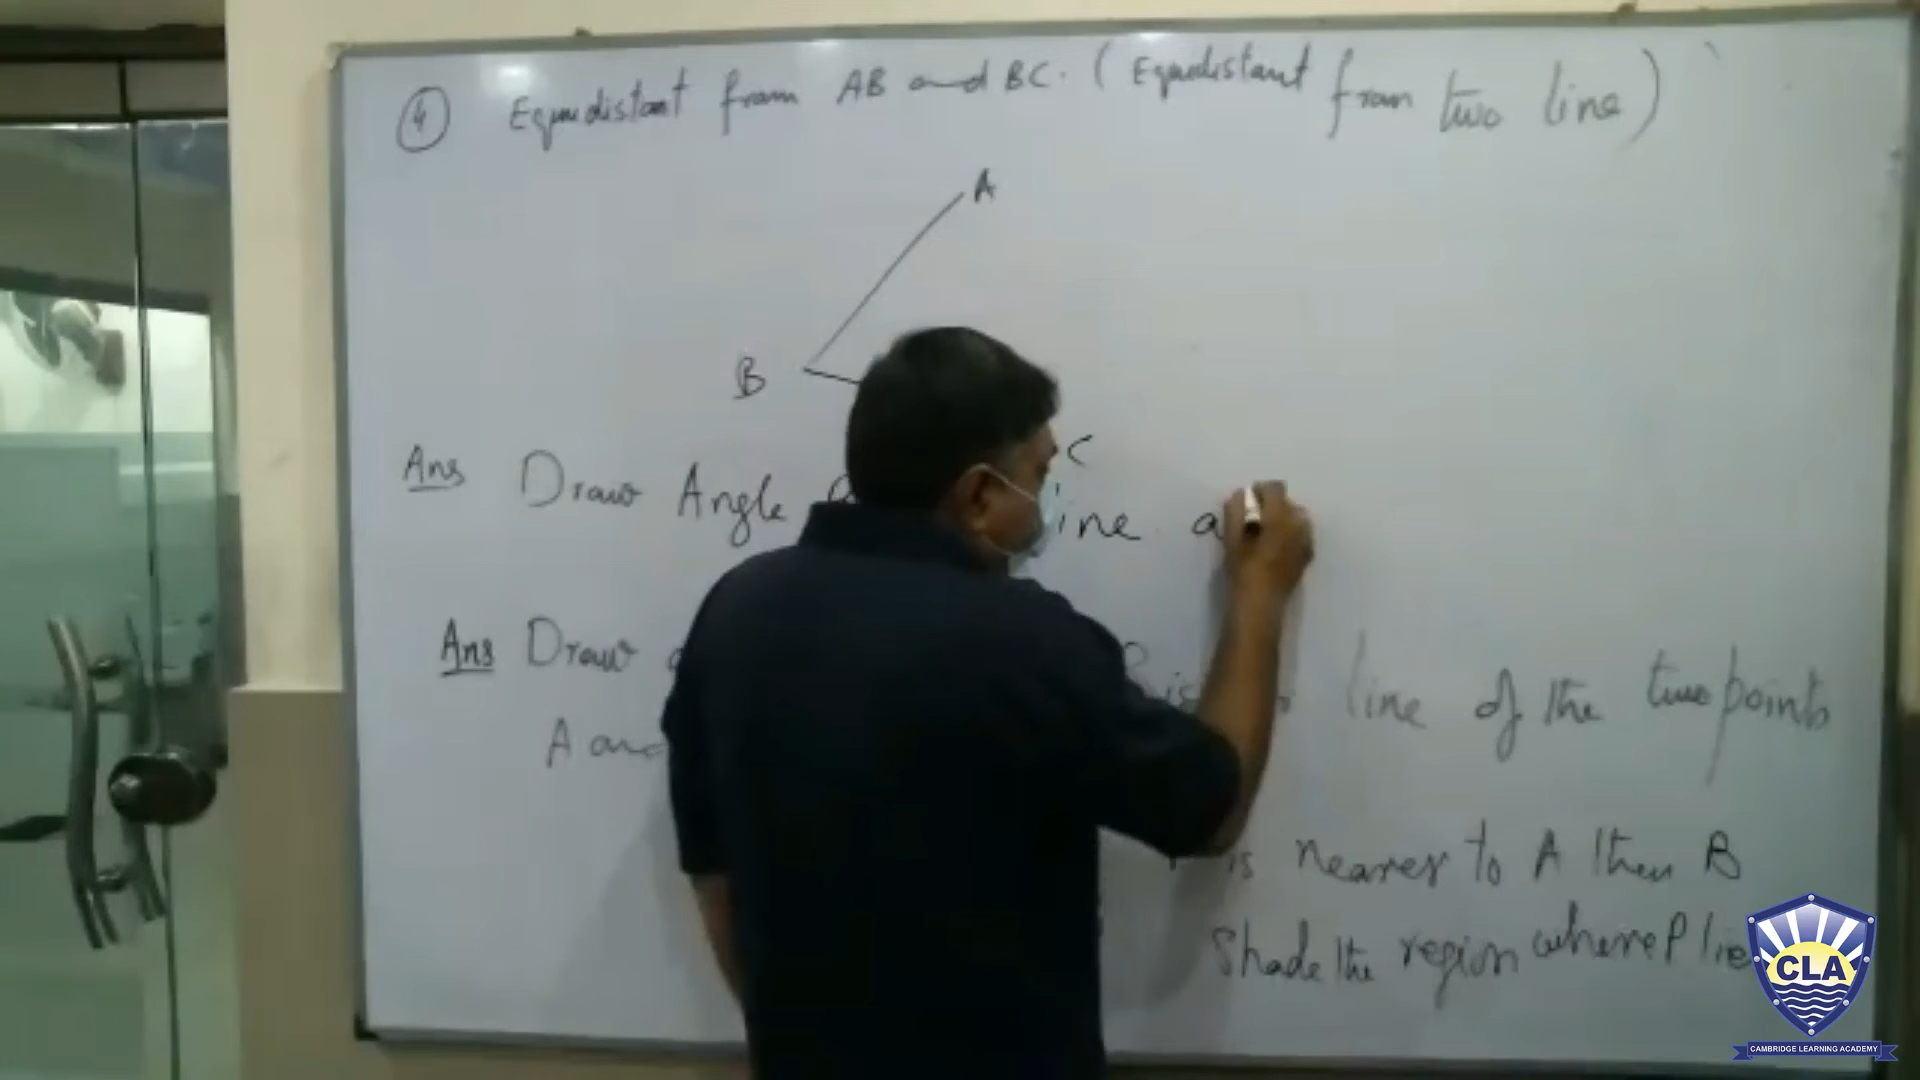 4 Equidistant from AB and BC. (Equidistant from two line)
A
B
C
Ans Draw Angle line a
Ans Draw line of the two points
A and
is nearer to A then B
Shade the region where P lie
CLA
CAMBRIDGE LEARNING ACADEMY